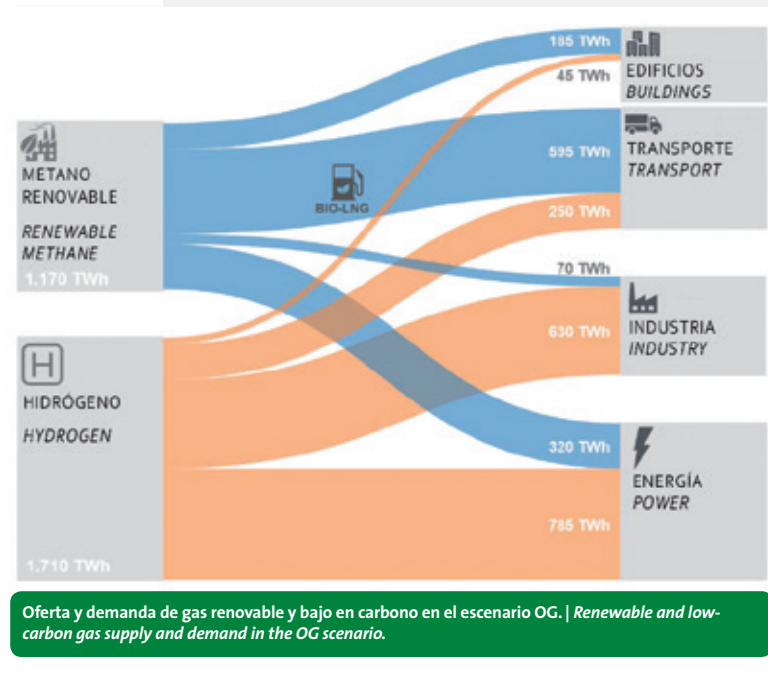 METANO
RENOVABLE
RENEWABLE
METHANE
1.170 TWh
HIDRÓGENO
HYDROGEN
1.710 TWh
BIO-LNG
185 TWh
45 TWh
EDIFICIOS
BUILDINGS
595 TWh
250 TWh
TRANSPORTE
TRANSPORT
70 TWh
630 TWh
INDUSTRIA
INDUSTRY
320 TWh
785 TWh
ENERGÍA
POWER
H
Oferta y demanda de gas renovable y bajo en carbono en el escenario OG. | Renewable and low-
carbon gas supply and demand in the OG scenario.